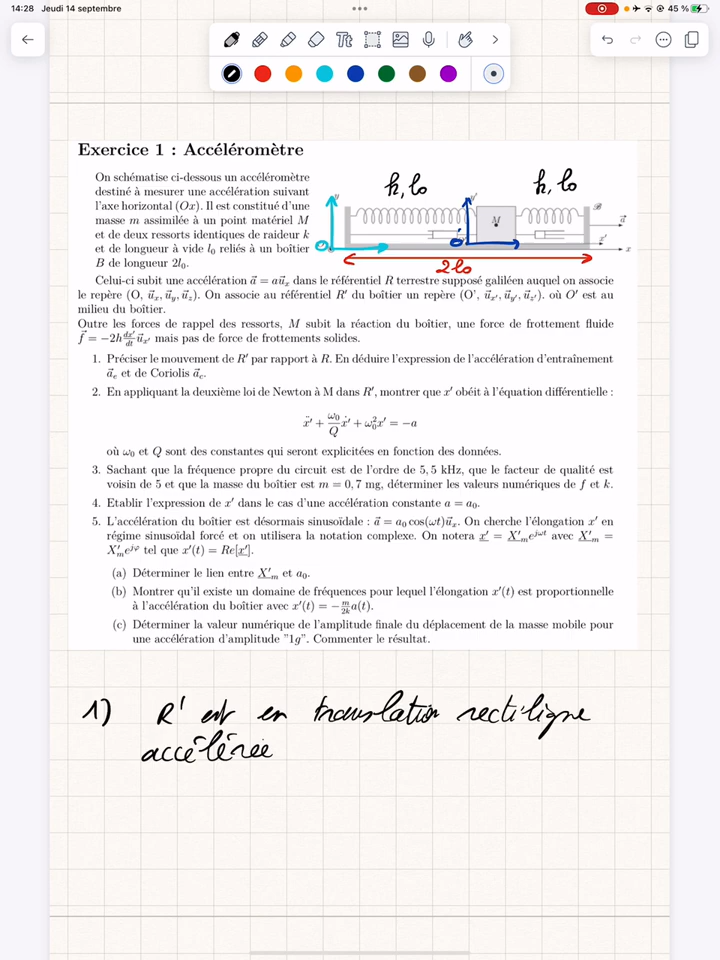 14:28 Jeudi 14 septembre
45 %
Tt
Exercice 1 : Accéléromètre
On schématise ci-dessous un accéléromètre
destiné à mesurer une accélération suivant
l'axe horizontal (Ox). Il est constitué d'une
masse m assimilée à un point matériel M
et de deux ressorts identiques de raideur k
et de longueur à vide l₀ reliés à un boîtier
B de longueur 2l₀.
k, l₀
k, l₀
y
y'
M
B
a⃗
O
O'
x'
x
2l₀
Celui-ci subit une accélération a⃗ = au⃗ₓ dans le référentiel R terrestre supposé galiléen auquel on associe
le repère (O, u⃗ₓ, u⃗ᵧ, u⃗_z). On associe au référentiel R' du boîtier un repère (O', u⃗ₓ', u⃗ᵧ', u⃗_z'). où O' est au
milieu du boîtier.
Outre les forces de rappel des ressorts, M subit la réaction du boîtier, une force de frottement fluide
f⃗ = −2h dx'/dt u⃗ₓ' mais pas de force de frottements solides.
1. Préciser le mouvement de R' par rapport à R. En déduire l'expression de l'accélération d'entraînement
a⃗ₑ et de Coriolis a⃗_c.
2. En appliquant la deuxième loi de Newton à M dans R', montrer que x' obéit à l'équation différentielle :
ẍ' + ω₀/Q ẋ' + ω₀²x' = −a
où ω₀ et Q sont des constantes qui seront explicitées en fonction des données.
3. Sachant que la fréquence propre du circuit est de l'ordre de 5, 5 kHz, que le facteur de qualité est
voisin de 5 et que la masse du boîtier est m = 0, 7 mg, déterminer les valeurs numériques de f et k.
4. Etablir l'expression de x' dans le cas d'une accélération constante a = a₀.
5. L'accélération du boîtier est désormais sinusoïdale : a⃗ = a₀ cos(ωt)u⃗ₓ. On cherche l'élongation x' en
régime sinusoïdal forcé et on utilisera la notation complexe. On notera x' = X'ₘe^{jωt} avec X'ₘ =
X'ₘe^{jφ} tel que x'(t) = Re[x'].
(a) Déterminer le lien entre X'ₘ et a₀.
(b) Montrer qu'il existe un domaine de fréquences pour lequel l'élongation x'(t) est proportionnelle
à l'accélération du boîtier avec x'(t) = −m/2k a(t).
(c) Déterminer la valeur numérique de l'amplitude finale du déplacement de la masse mobile pour
une accélération d'amplitude "1g". Commenter le résultat.
1) R' est en translation rectiligne
accélérée